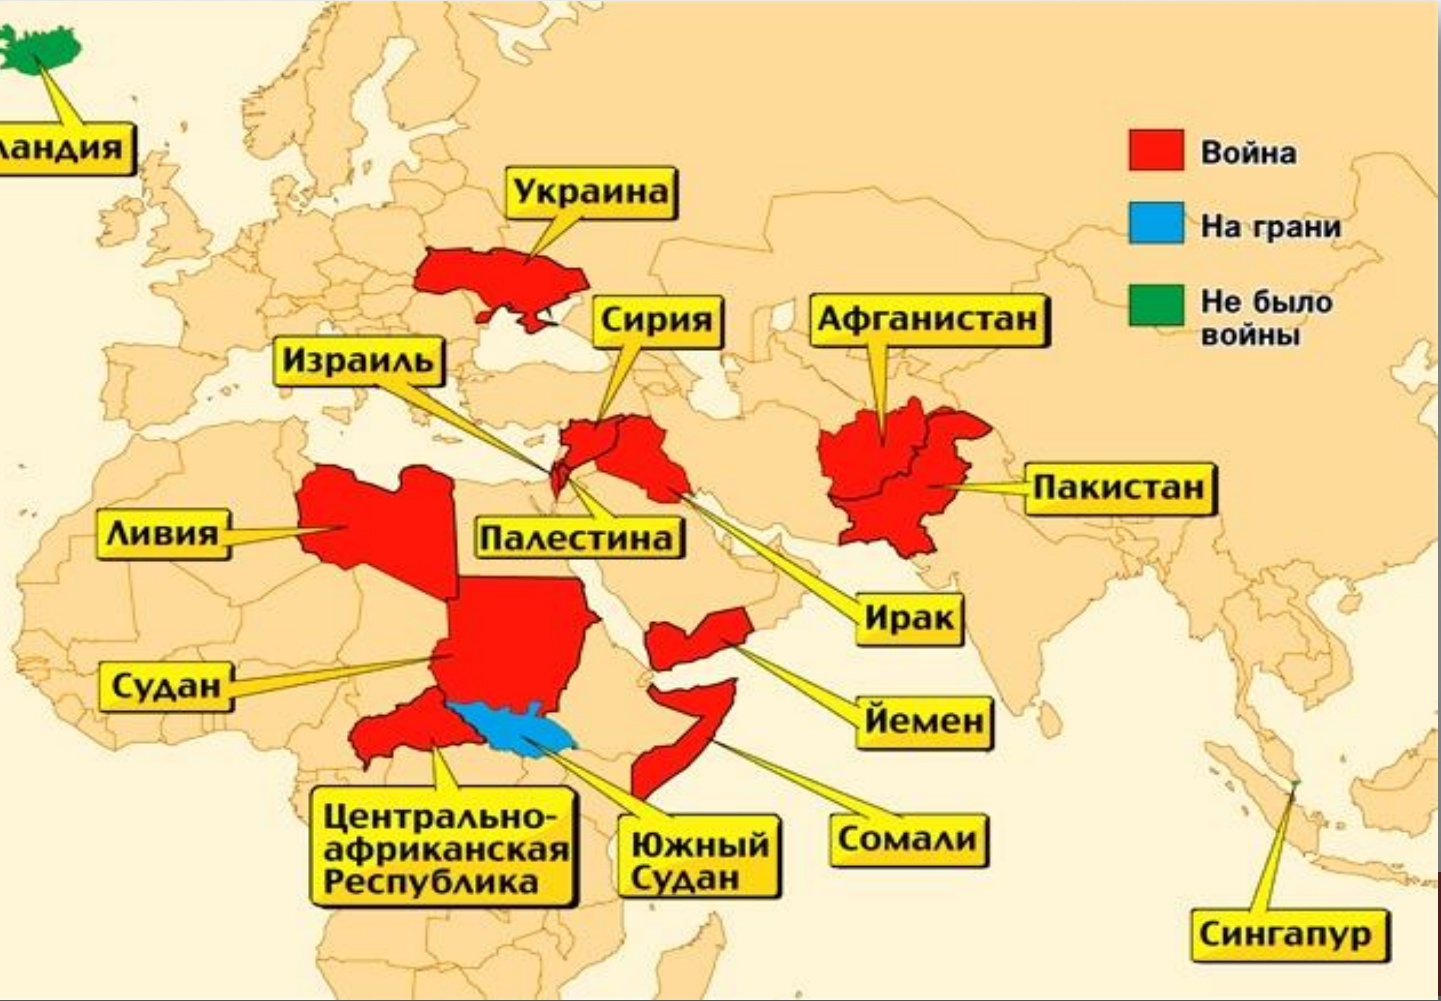 ландия
Украина
Война
На грани
Не было
войны
Сирия
Афганистан
Израиль
Пакистан
Ливия
Палестина
Ирак
Судан
Йемен
Центрально-
африканская
Республика
Южный
Судан
Сомали
Сингапур